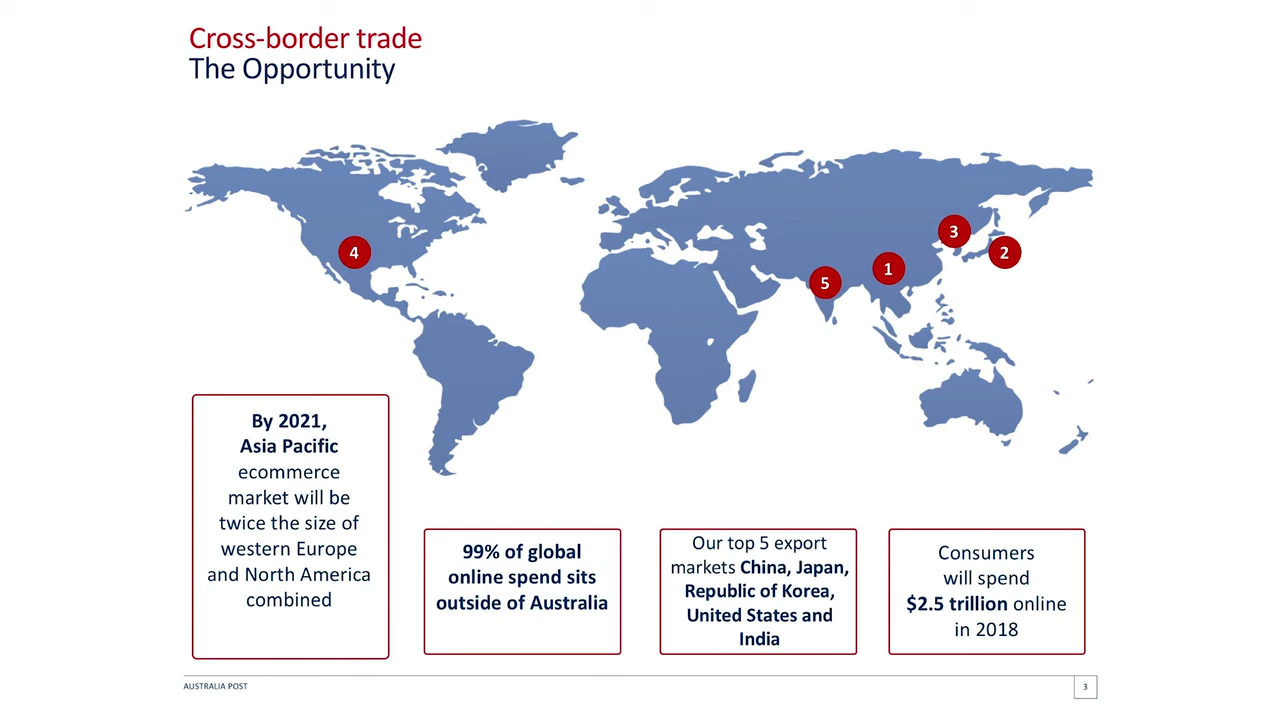 Cross-border trade
The Opportunity
4
3
2
1
5
By 2021,
Asia Pacific
ecommerce
market will be
twice the size of
western Europe
and North America
combined
99% of global
online spend sits
outside of Australia
Our top 5 export
markets China, Japan,
Republic of Korea,
United States and
India
Consumers
will spend
$2.5 trillion online
in 2018
AUSTRALIA POST
3